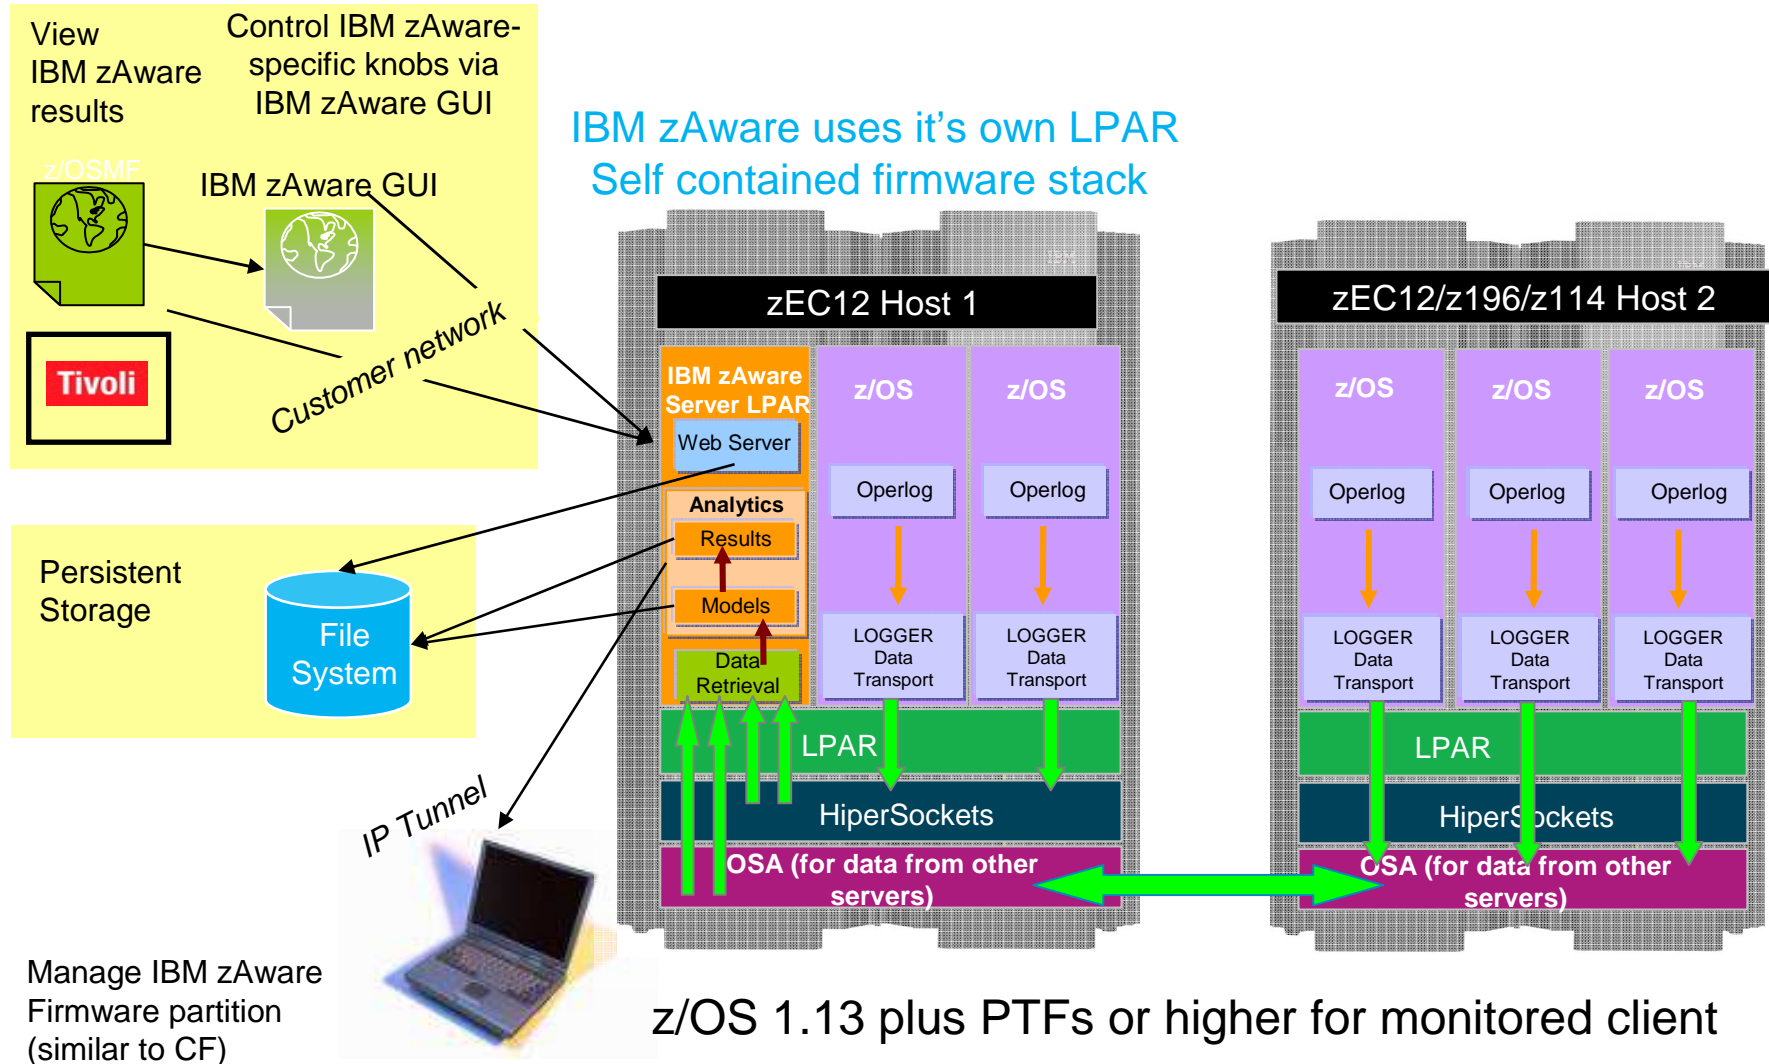 View
IBM zAware
results
Control IBM zAware-
specific knobs via
IBM zAware GUI
z/OSMF
IBM zAware GUI
Tivoli
Customer network
IBM zAware uses it's own LPAR
Self contained firmware stack
IBM
zEC12 Host 1
IBM zAware
Server LPAR
Web Server
Analytics
Results
Models
Data
Retrieval
z/OS
Operlog
LOGGER
Data
Transport
z/OS
Operlog
LOGGER
Data
Transport
LPAR
HiperSockets
OSA (for data from other
servers)
zEC12/z196/z114 Host 2
z/OS
Operlog
LOGGER
Data
Transport
z/OS
Operlog
LOGGER
Data
Transport
z/OS
Operlog
LOGGER
Data
Transport
LPAR
HiperSockets
OSA (for data from other
servers)
Persistent
Storage
File
System
IP Tunnel
Manage IBM zAware
Firmware partition
(similar to CF)
z/OS 1.13 plus PTFs or higher for monitored client